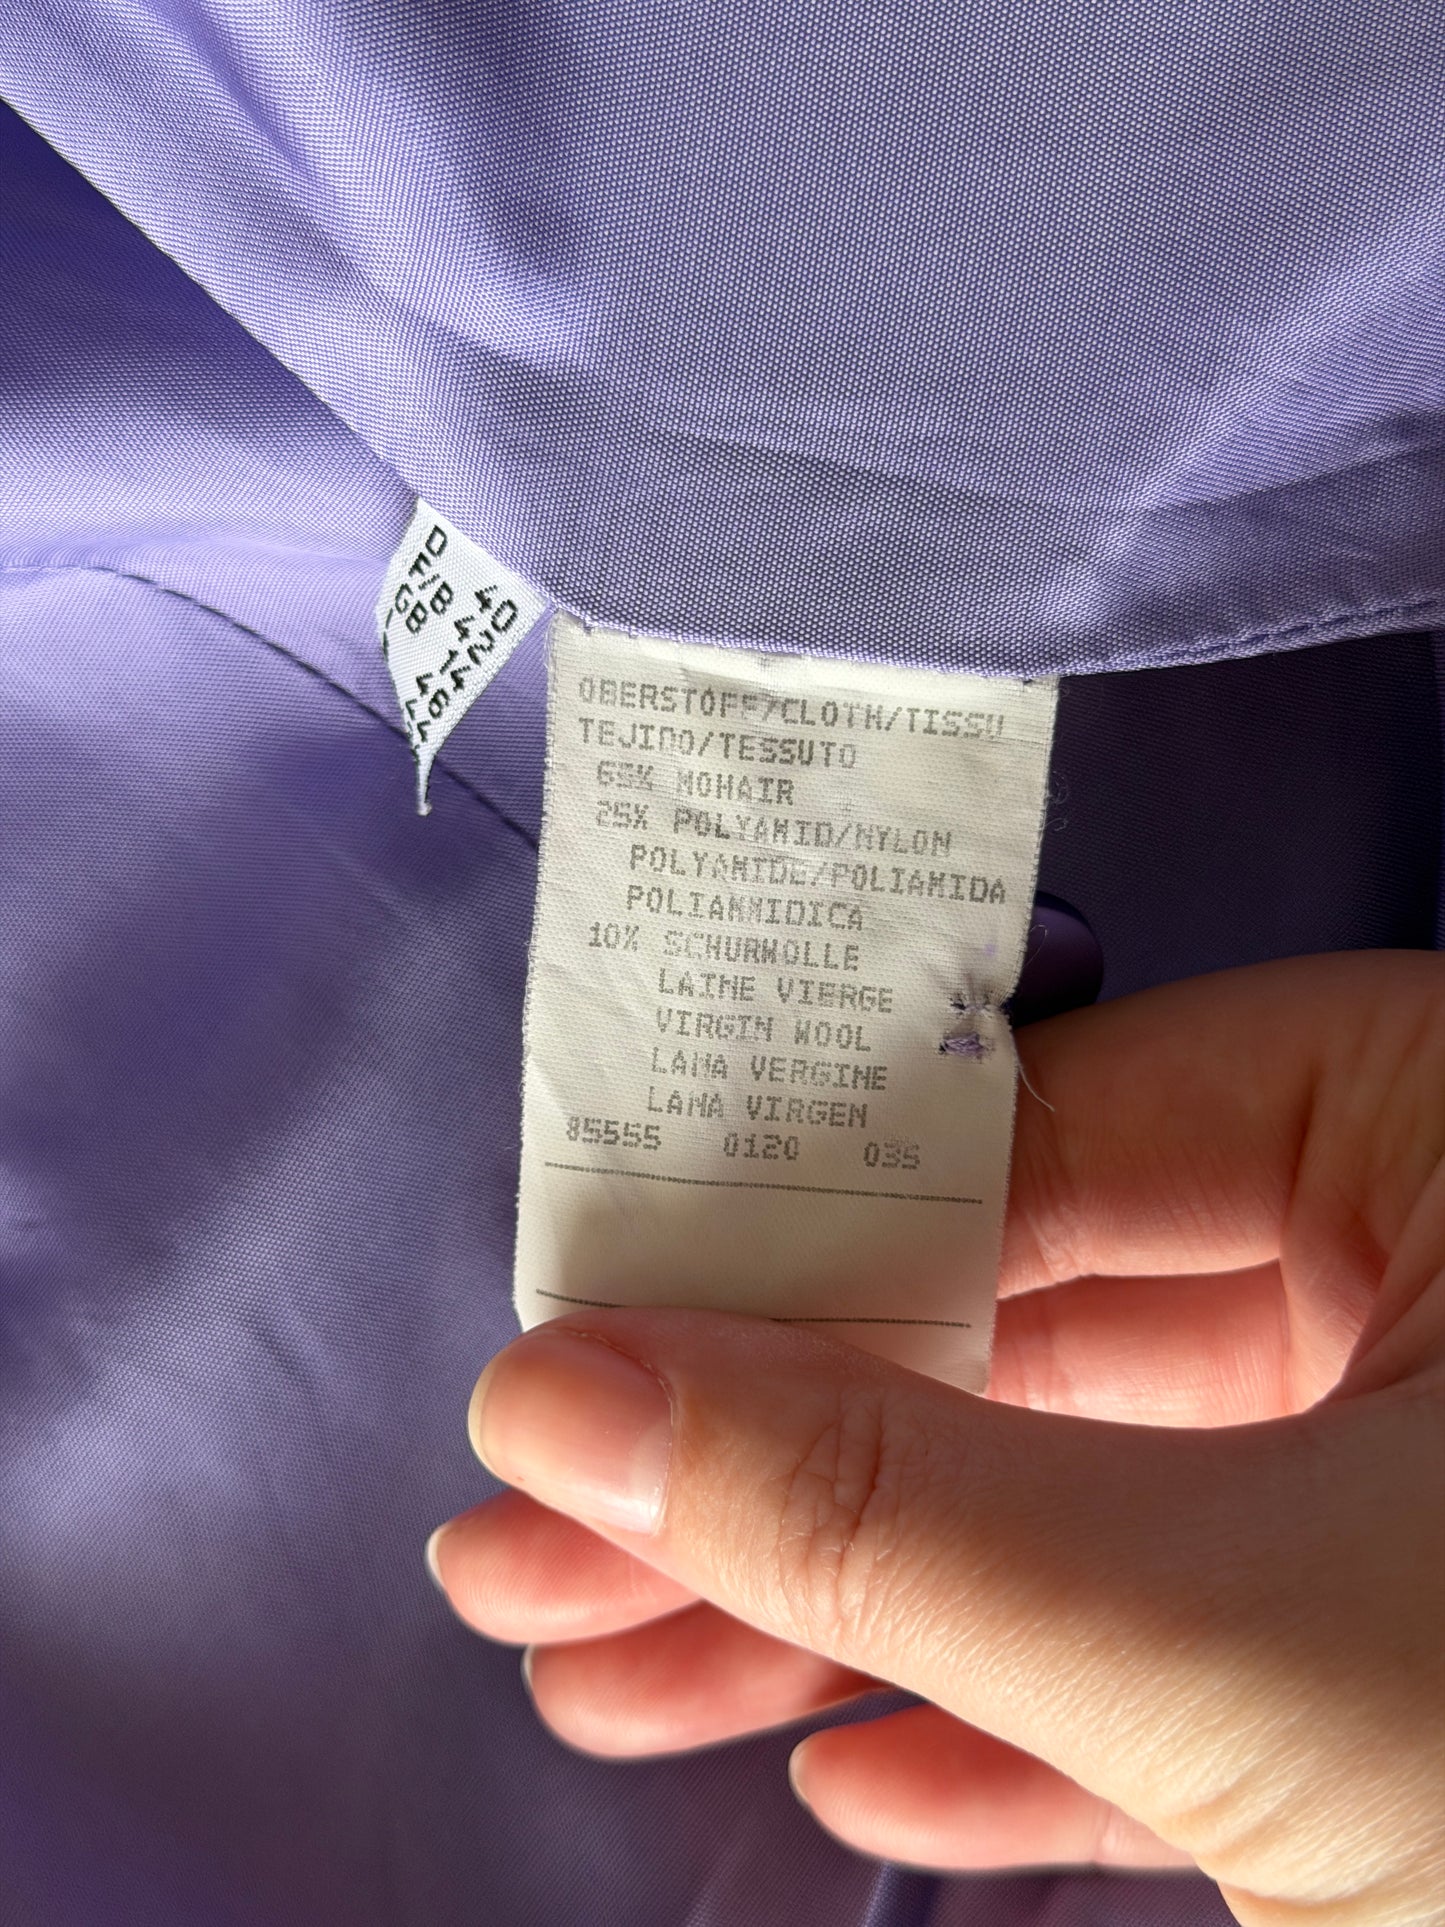 D 40
F/B 42
GB 14
46
OBERSTOFF/CLOTH/TISSU
TEJIDO/TESSUTO
65% MOHAIR
25% POLYAMID/NYLON
POLYAMIDE/POLIAMIDA
POLIAMMIDICA
10% SCHURWOLLE
LAINE VIERGE
VIRGIN WOOL
LANA VERGINE
LANA VIRGEN
85555 0120 035